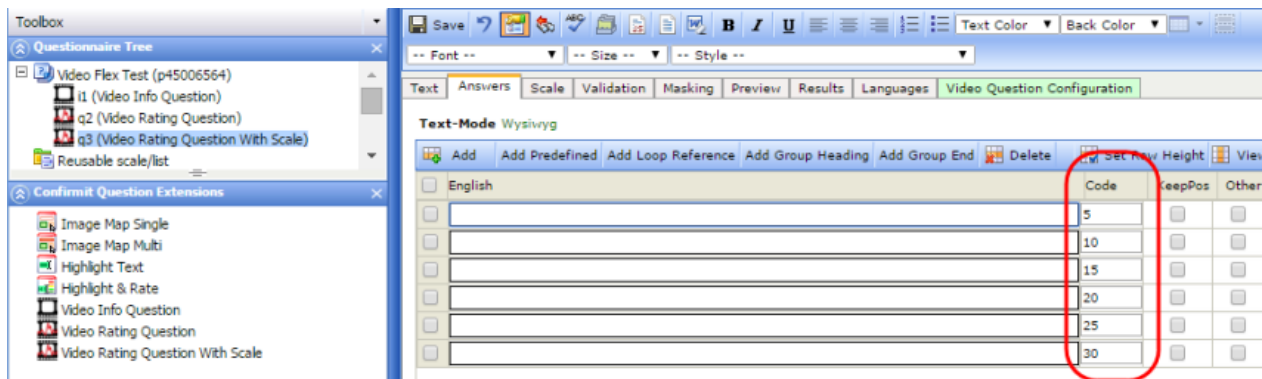 Toolbox
Questionnaire Tree
Video Flex Test (p45006564)
i1 (Video Info Question)
q2 (Video Rating Question)
q3 (Video Rating Question With Scale)
Reusable scale/list
Confirmit Question Extensions
Image Map Single
Image Map Multi
Highlight Text
Highlight & Rate
Video Info Question
Video Rating Question
Video Rating Question With Scale
Save ABC B I U Text Color Back Color
-- Font -- -- Size -- -- Style --
Text Answers Scale Validation Masking Preview Results Languages Video Question Configuration
Text-Mode Wysiwyg
Add Add Predefined Add Loop Reference Add Group Heading Add Group End Delete Set Row Height View
English Code KeepPos Other
5
10
15
20
25
30